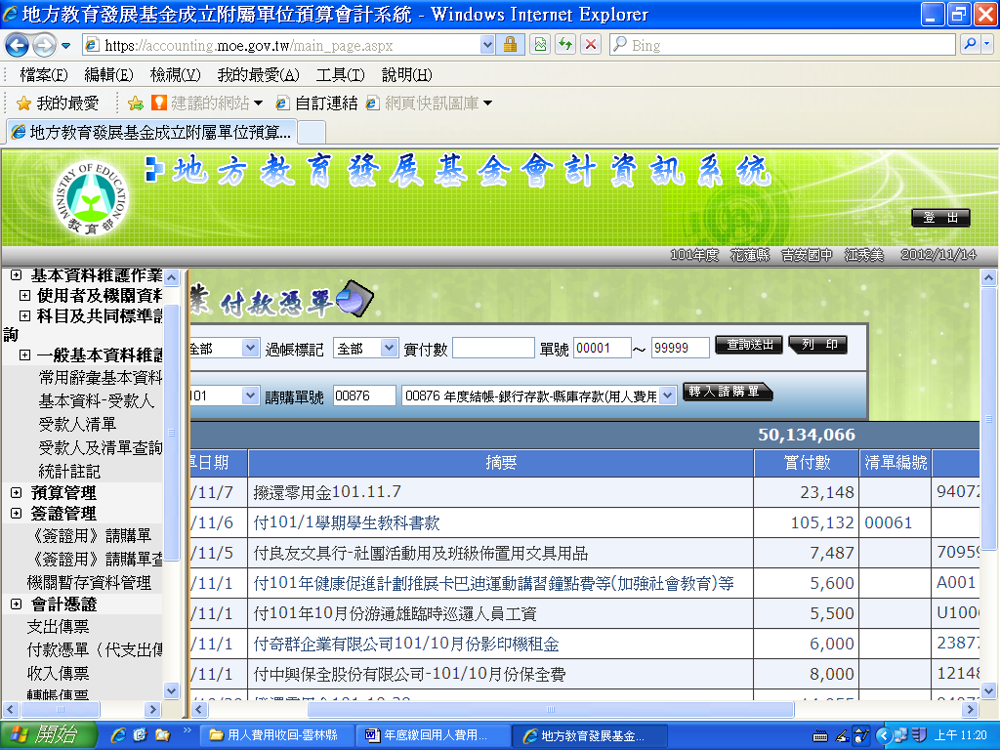 地方教育發展基金成立附屬單位預算會計系統 - Windows Internet Explorer
https://accounting.moe.gov.tw/main_page.aspx
Bing
檔案(F) 編輯(E) 檢視(V) 我的最愛(A) 工具(T) 說明(H)
我的最愛 建議的網站 自訂連結 網頁快訊圖庫
地方教育發展基金成立附屬單位預算...
MINISTRY OF EDUCATION
教育部
地方教育發展基金會計資訊系統
登 出
101年度 花蓮縣 吉安國中 江秀美 2012/11/14
基本資料維護作業
使用者及機關資料
科目及共同標準
詢
一般基本資料維護
常用辭彙基本資料
基本資料-受款人
受款人清單
受款人及清單查詢
統計註記
預算管理
簽證管理
《簽證用》請購單
《簽證用》請購單查
機關暫存資料管理
會計憑證
支出傳票
付款憑單（代支出傳
收入傳票
轉帳傳票
業 付款憑單
全部 過帳標記 全部 實付數 單號 00001 ～ 99999 查詢送出 列 印
101 請購單號 00876 00876 年度結帳-銀行存款-縣庫存款(用人費用 轉入請購單
50,134,066
單日期 摘要 實付數 清單編號
/11/7 撥還零用金101.11.7 23,148 94072
/11/6 付101/1學期學生教科書款 105,132 00061
/11/5 付良友文具行-社團活動用及班級佈置用文具用品 7,487 70959
/11/1 付101年健康促進計劃推展卡巴迪運動講習鐘點費等(加強社會教育)等 5,600 A001
/11/1 付101年10月份游通雄臨時巡邏人員工資 5,500 U100
/11/1 付奇群企業有限公司101/10月份影印機租金 6,000 23877
/11/1 付中興保全股份有限公司-101/10月份保全費 8,000 12148
開始 用人費用收回-雲林縣 年底繳回用人費用... 地方教育發展基金... 上午 11:20